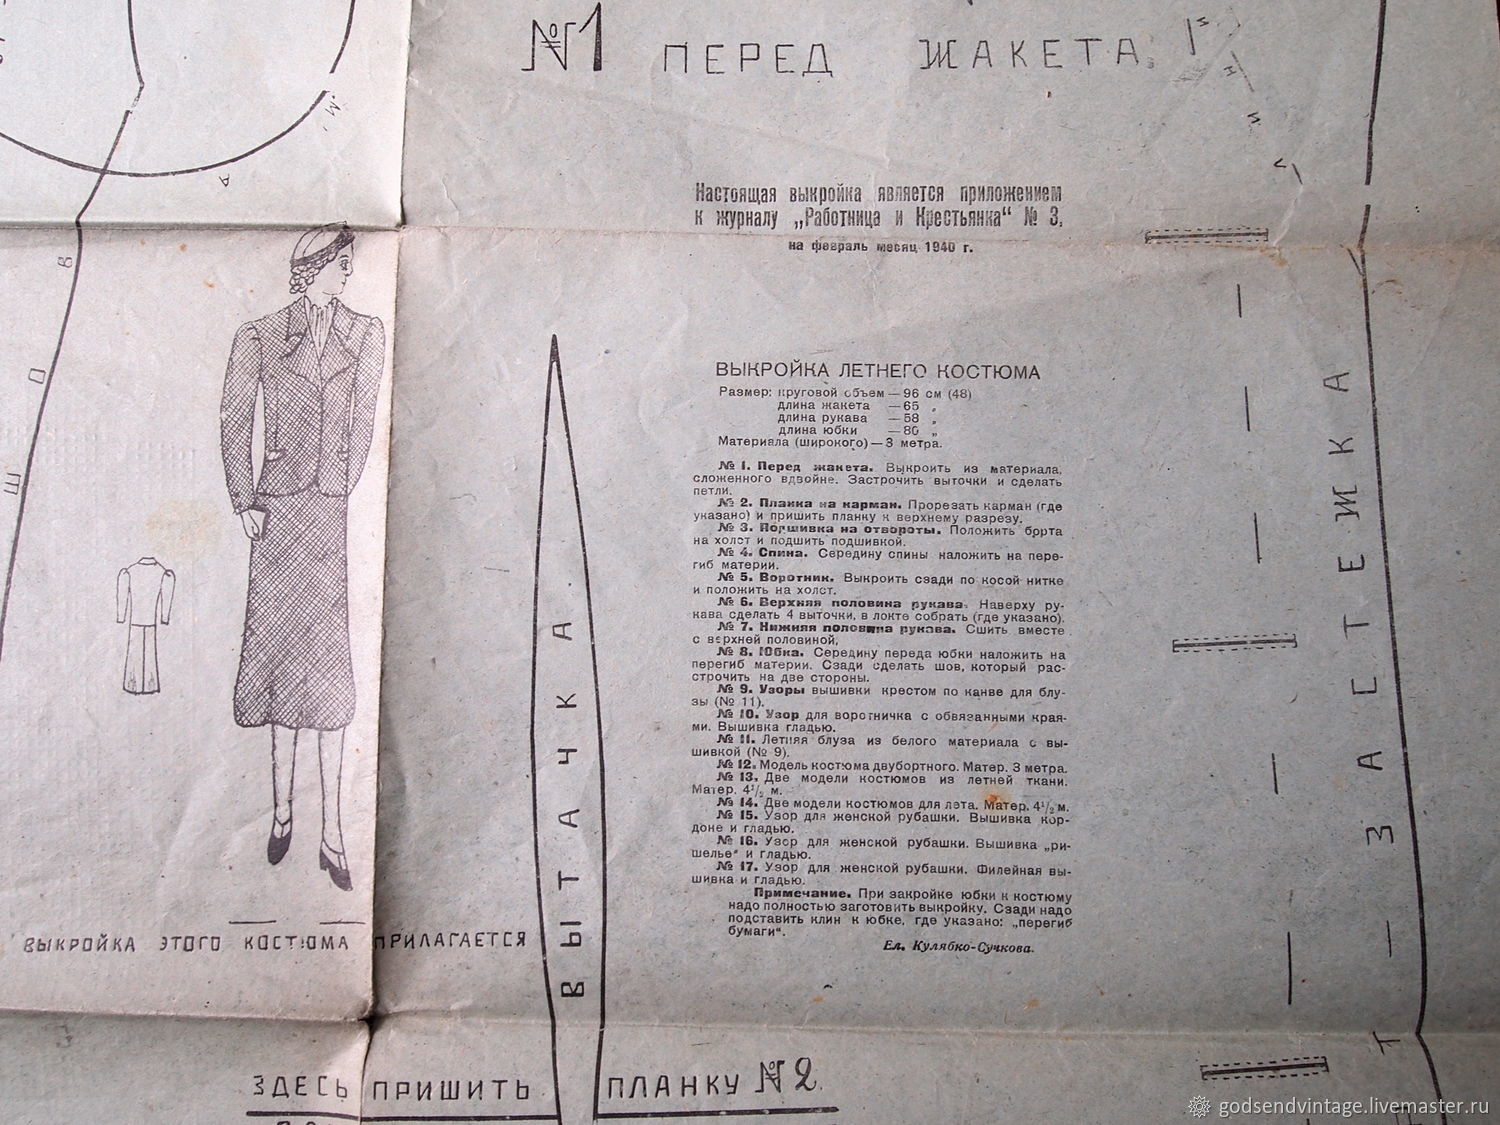 №1 ПЕРЕД ЖАКЕТА.
Настоящая выкройка является приложением
к журналу „Работница и Крестьянка“ № 3,
на февраль месяц 1940 г.
ВЫКРОЙКА ЛЕТНЕГО КОСТЮМА
Размер: круговой объем — 96 см (48)
длина жакета — 65 „
длина рукава — 58 „
длина юбки — 80 „
Материала (широкого) — 3 метра.
№ 1. Перед жакета. Выкроить из материала,
сложенного вдвойне. Застрочить выточки и сделать
петли.
№ 2. Планка на карман. Прорезать карман (где
указано) и пришить планку к верхнему разрезу.
№ 3. Подшивка на отвороты. Положить борта
на холст и подшить подшивкой.
№ 4. Спина. Середину спины наложить на пере-
гиб материи.
№ 5. Воротник. Выкроить сзади по косой нитке
и положить на холст.
№ 6. Верхняя половина рукава. Наверху ру-
кава сделать 4 выточки, в локте собрать (где указано).
№ 7. Нижняя половина рукава. Сшить вместе
с верхней половиной.
№ 8. Юбка. Середину переда юбки наложить на
перегиб материи. Сзади сделать шов, который рас-
строчить на две стороны.
№ 9. Узоры вышивки крестом по канве для блу-
зы (№ 11).
№ 10. Узор для воротничка с обвязанными края-
ми. Вышивка гладью.
№ 11. Летняя блуза из белого материала с вы-
шивкой (№ 9).
№ 12. Модель костюма двубортного. Матер. 3 метра.
№ 13. Две модели костюмов из летней ткани.
Матер. 4½ м.
№ 14. Две модели костюмов для лета. Матер. 4½ м.
№ 15. Узор для женской рубашки. Вышивка кор-
доне и гладью.
№ 16. Узор для женской рубашки. Вышивка „ри-
шелье“ и гладью.
№ 17. Узор для женской рубашки. Филейная вы-
шивка и гладью.
Примечание. При закройке юбки к костюму
надо полностью заготовить выкройку. Сзади надо
подставить клин к юбке, где указано: „перегиб
бумаги“.
Ел. Кулябко-Сучкова.
ВЫТАЧКА
ЗАСТЕЖКА
ШОВ
ВЫКРОЙКА ЭТОГО КОСТЮМА ПРИЛАГАЕТСЯ
ЗДЕСЬ ПРИШИТЬ ПЛАНКУ №2.
godsendvintage.livemaster.ru